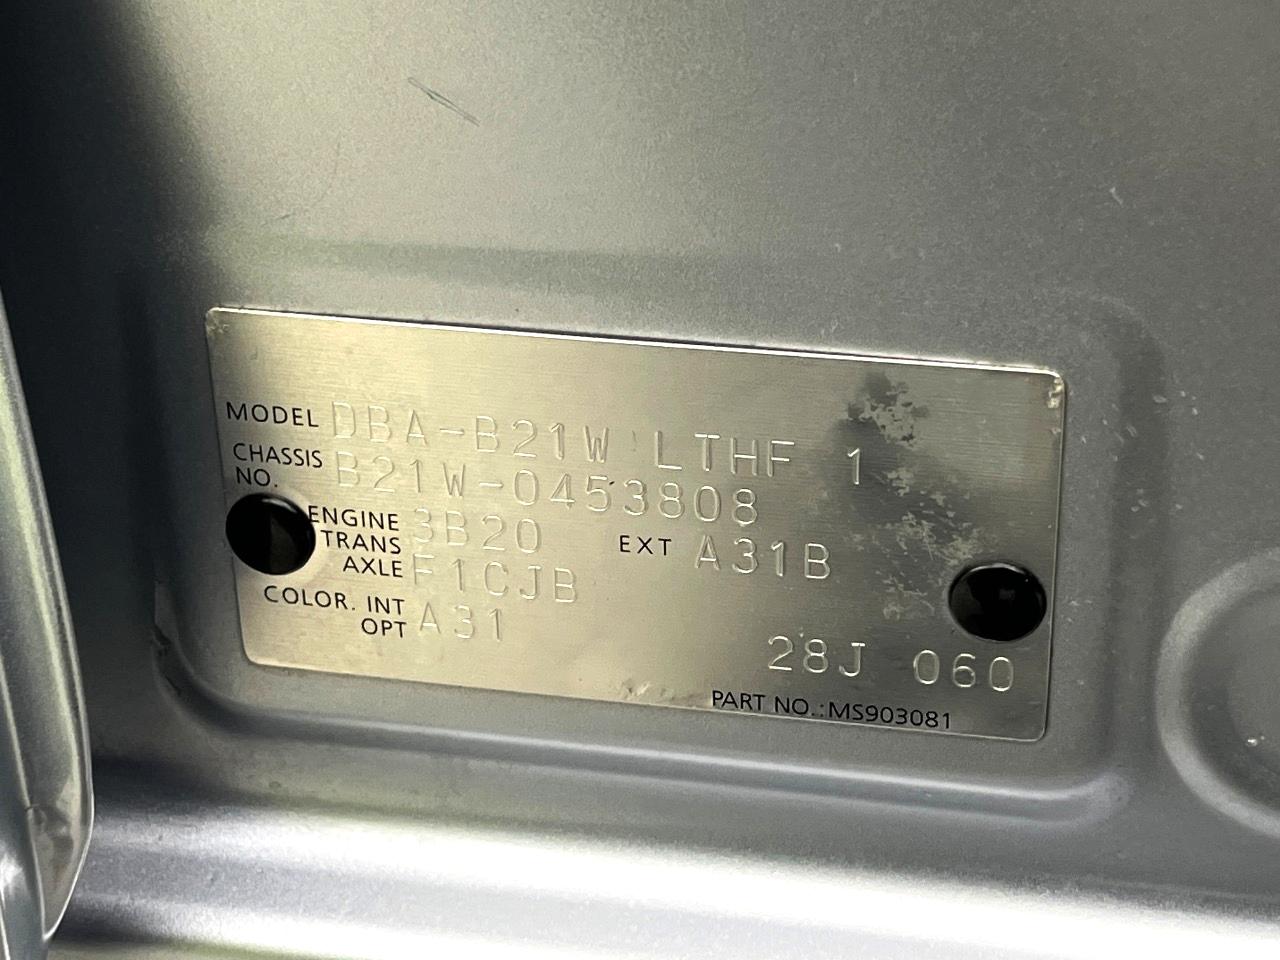 MODEL DBA-B21W LTHF 1
CHASSIS NO. B21W-0453808
ENGINE 3B20 EXT A31B
TRANS AXLE F1CJB
COLOR. INT OPT A31
28J 060
PART NO.:MS903081